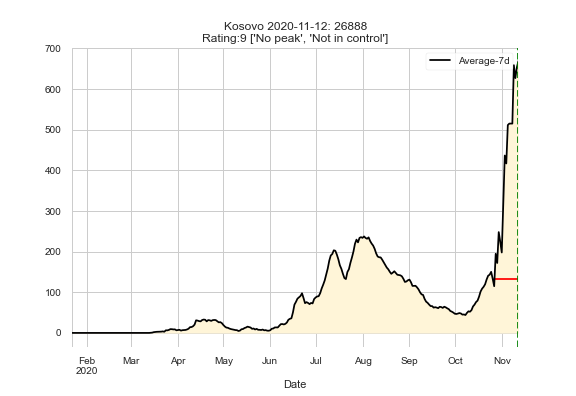 Kosovo 2020-11-12: 26888
Rating:9 ['No peak', 'Not in control']
Average-7d
700
600
500
400
300
200
100
0
Feb Mar Apr May Jun Jul Aug Sep Oct Nov
2020
Date